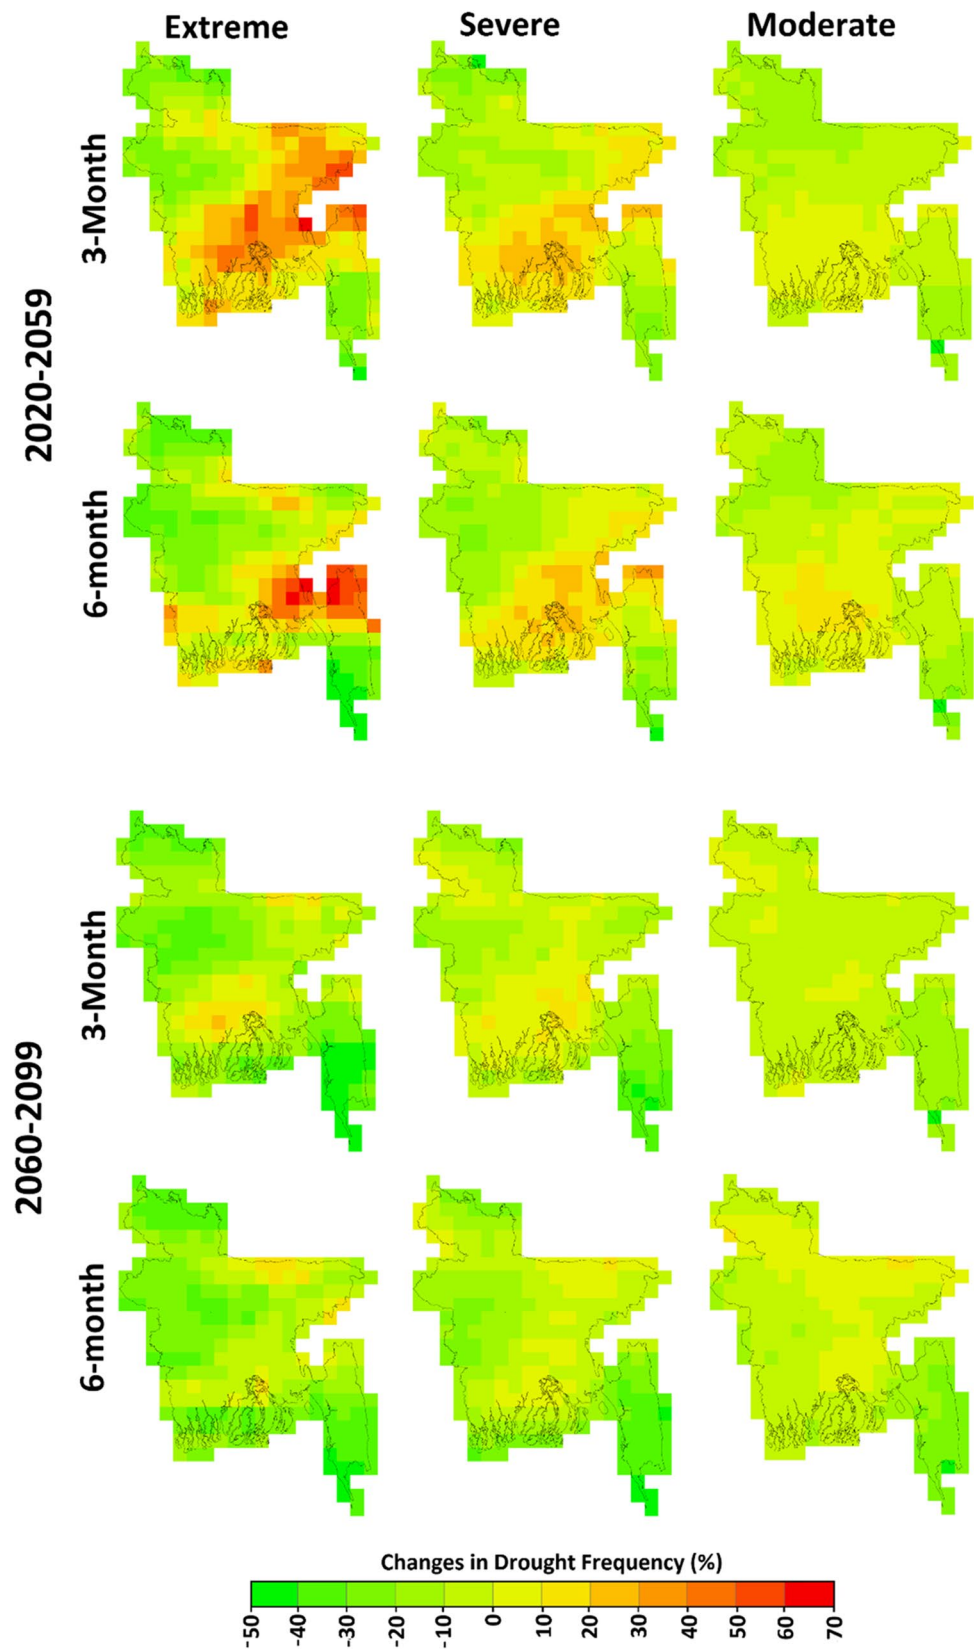 Extreme Severe Moderate
2020-2059
3-Month
6-month
2060-2099
3-Month
6-month
Changes in Drought Frequency (%)
-50 -40 -30 -20 -10 0 10 20 30 40 50 60 70